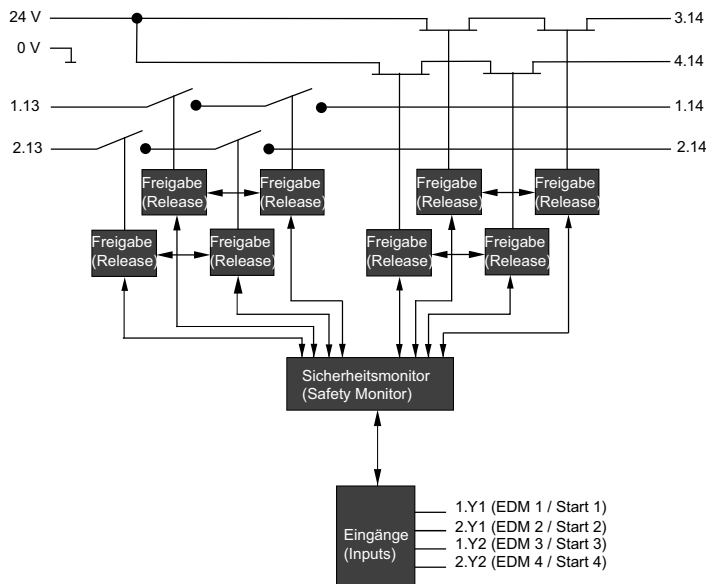 24 V
3.14
0 V
4.14
1.13
1.14
2.13
2.14
Freigabe
(Release)
Freigabe
(Release)
Freigabe
(Release)
Freigabe
(Release)
Freigabe
(Release)
Freigabe
(Release)
Freigabe
(Release)
Freigabe
(Release)
Sicherheitsmonitor
(Safety Monitor)
Eingänge
(Inputs)
1.Y1 (EDM 1 / Start 1)
2.Y1 (EDM 2 / Start 2)
1.Y2 (EDM 3 / Start 3)
2.Y2 (EDM 4 / Start 4)